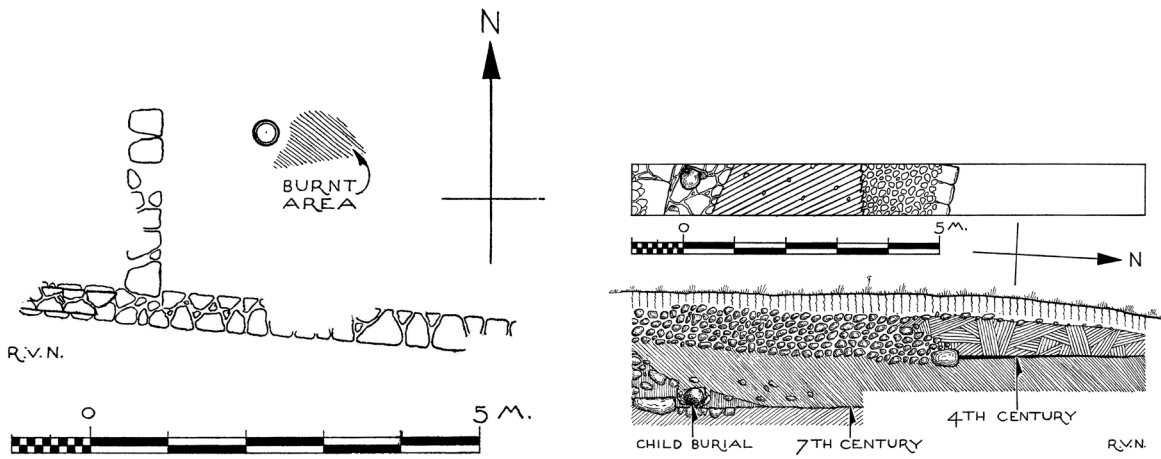 N
BURNT
AREA
R.V.N.
0
5 M.
0
5 M.
N
CHILD BURIAL
7TH CENTURY
4TH CENTURY
R.V.N.